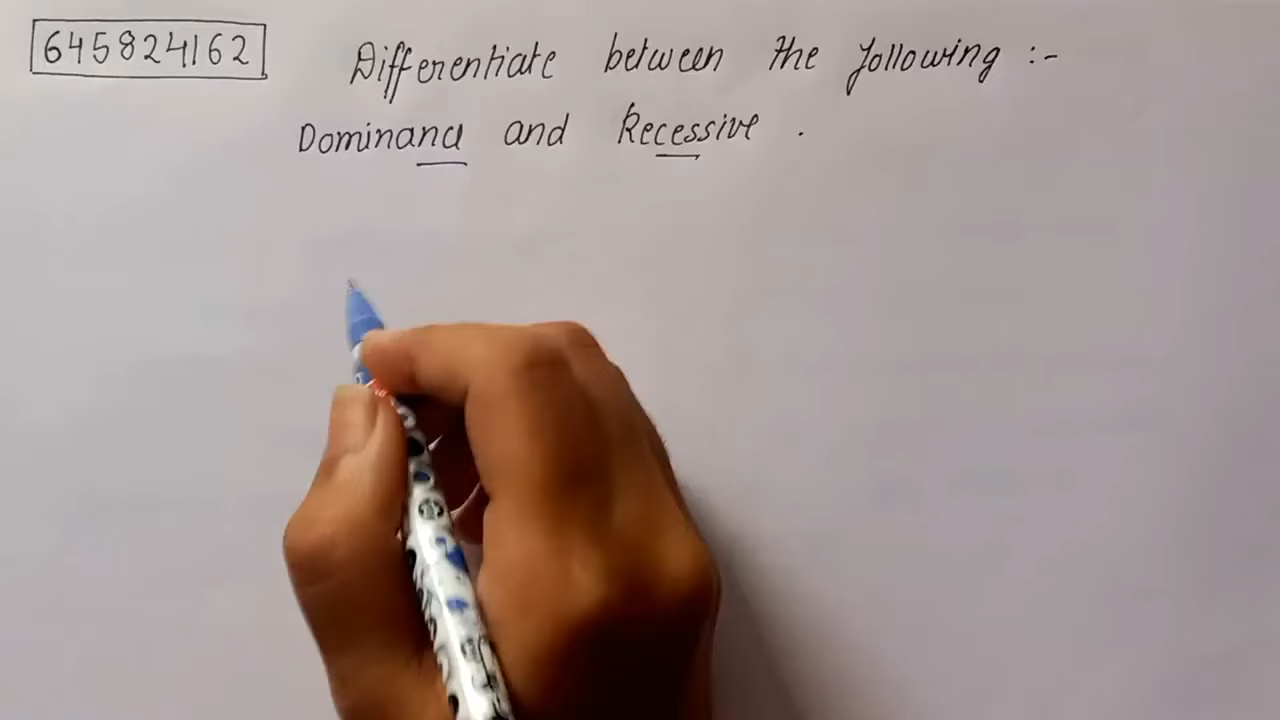 645824162 Differentiate between the following :-
Dominance and Recessive .